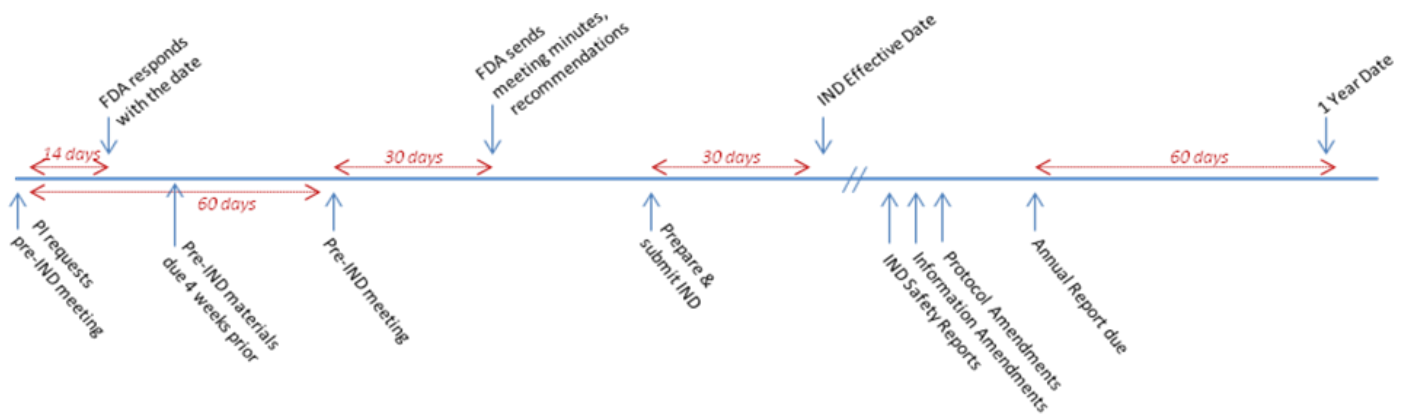 FDA responds
with the date
FDA sends
meeting minutes,
recommendations
IND Effective Date
1 Year Date
14 days
30 days
30 days
60 days
60 days
PI requests
pre-IND meeting
Pre-IND materials
due 4 weeks prior
Pre-IND meeting
Prepare &
submit IND
IND Safety Reports
Information Amendments
Protocol Amendments
Annual Report due